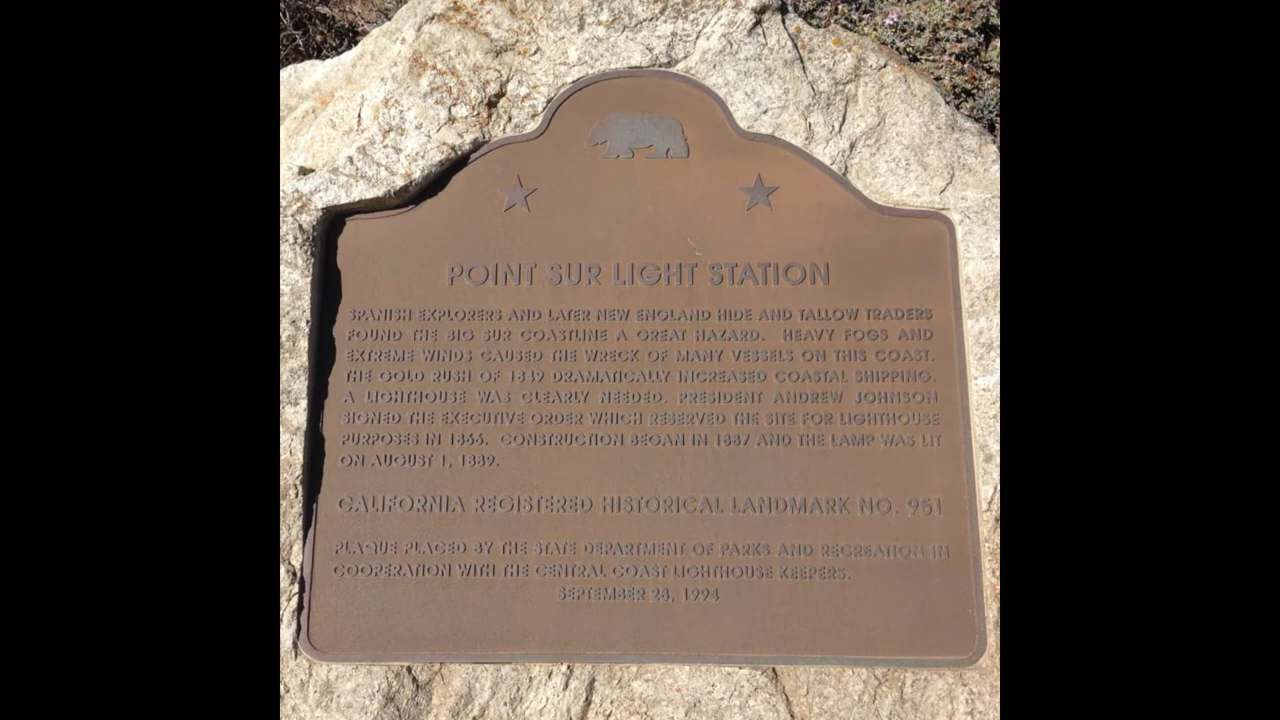 POINT SUR LIGHT STATION
SPANISH EXPLORERS AND LATER NEW ENGLAND HIDE AND TALLOW TRADERS
FOUND THE BIG SUR COASTLINE A GREAT HAZARD. HEAVY FOGS AND
EXTREME WINDS CAUSED THE WRECK OF MANY VESSELS ON THIS COAST.
THE GOLD RUSH OF 1849 DRAMATICALLY INCREASED COASTAL SHIPPING.
A LIGHTHOUSE WAS CLEARLY NEEDED. PRESIDENT ANDREW JOHNSON
SIGNED THE EXECUTIVE ORDER WHICH RESERVED THE SITE FOR LIGHTHOUSE
PURPOSES IN 1866. CONSTRUCTION BEGAN IN 1887 AND THE LAMP WAS LIT
ON AUGUST 1, 1889.
CALIFORNIA REGISTERED HISTORICAL LANDMARK NO. 951
PLAQUE PLACED BY THE STATE DEPARTMENT OF PARKS AND RECREATION IN
COOPERATION WITH THE CENTRAL COAST LIGHTHOUSE KEEPERS.
SEPTEMBER 28, 1994